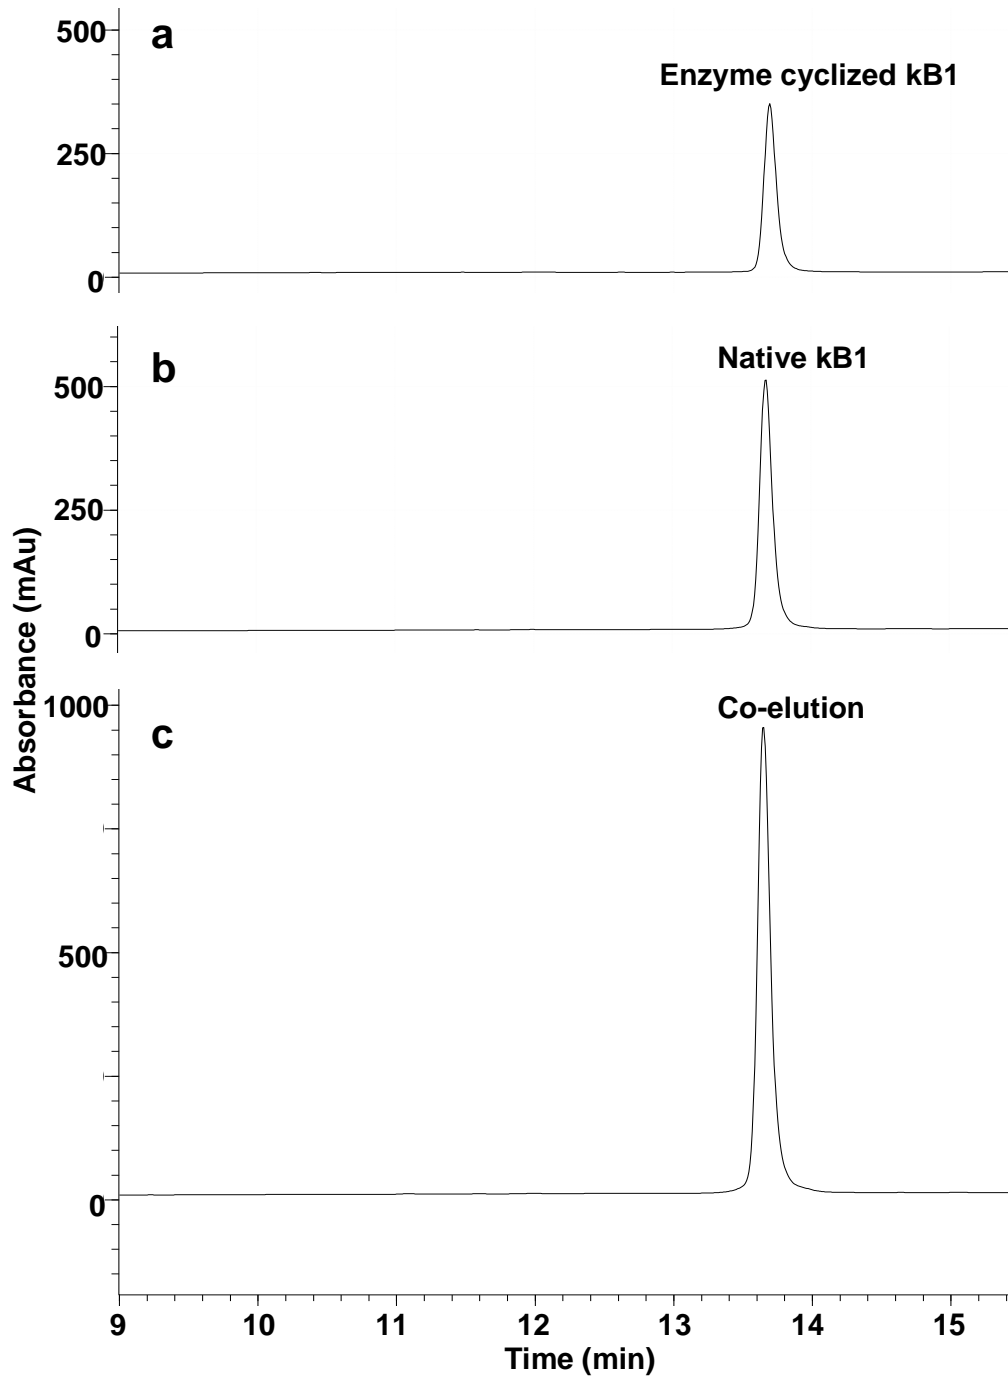 500
a
Enzyme cyclized kB1
250
0
b
Native kB1
500
250
0
Absorbance (mAu)
1000
Co-elution
c
500
0
9 10 11 12 13 14 15
Time (min)